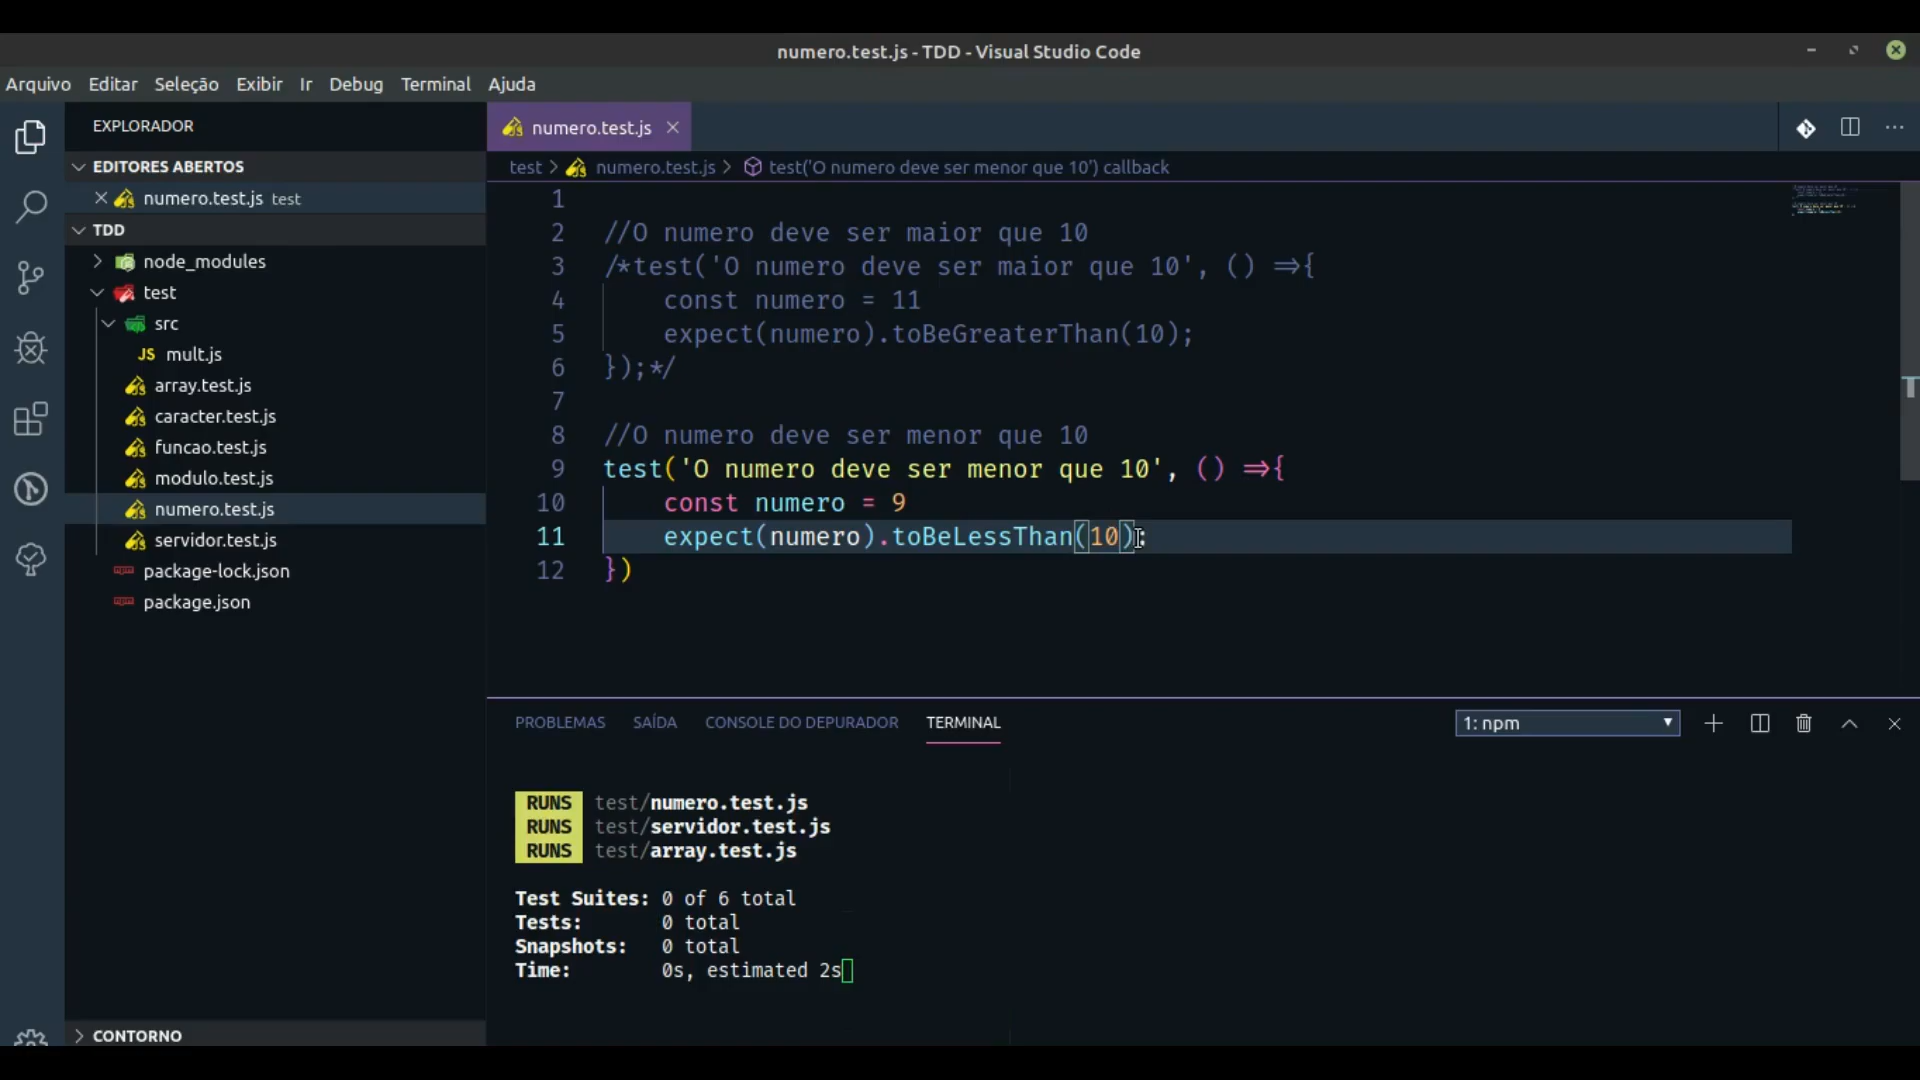 numero.test.js - TDD - Visual Studio Code
Arquivo Editar Seleção Exibir Ir Debug Terminal Ajuda
EXPLORADOR
EDITORES ABERTOS
numero.test.js test
TDD
node_modules
test
src
JS mult.js
array.test.js
caracter.test.js
funcao.test.js
modulo.test.js
numero.test.js
servidor.test.js
package-lock.json
package.json
CONTORNO
numero.test.js
test > numero.test.js > test('O numero deve ser menor que 10') callback
1
2 //O numero deve ser maior que 10
3 /*test('O numero deve ser maior que 10', () =>{
4 const numero = 11
5 expect(numero).toBeGreaterThan(10);
6 });*/
7
8 //O numero deve ser menor que 10
9 test('O numero deve ser menor que 10', () =>{
10 const numero = 9
11 expect(numero).toBeLessThan(10);
12 })
PROBLEMAS SAÍDA CONSOLE DO DEPURADOR TERMINAL 1: npm
RUNS test/numero.test.js
RUNS test/servidor.test.js
RUNS test/array.test.js
Test Suites: 0 of 6 total
Tests: 0 total
Snapshots: 0 total
Time: 0s, estimated 2s